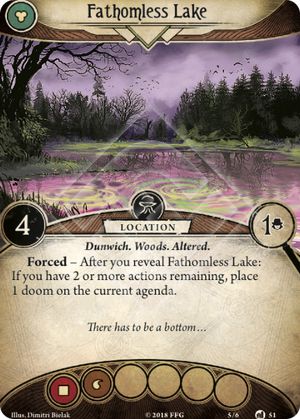 Fathomless Lake
4
LOCATION
1
Dunwich. Woods. Altered.
Forced – After you reveal Fathomless Lake:
If you have 2 or more actions remaining, place
1 doom on the current agenda.
There has to be a bottom…
Illus. Dimitri Bielak
© 2018 FFG
5/6
51